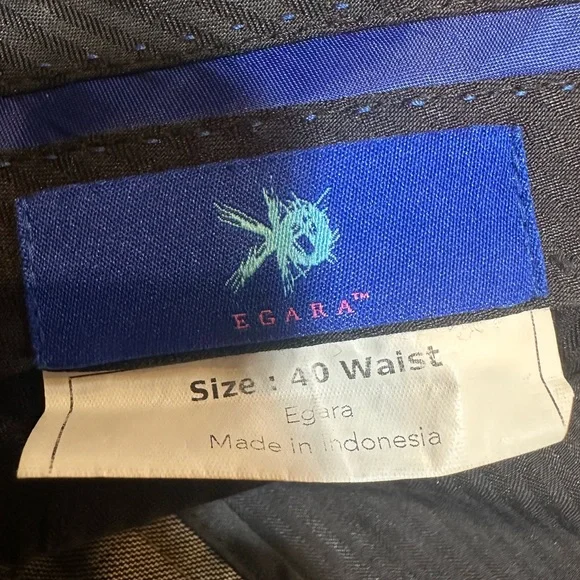 EGARA™
Size : 40 Waist
Egara
Made in Indonesia